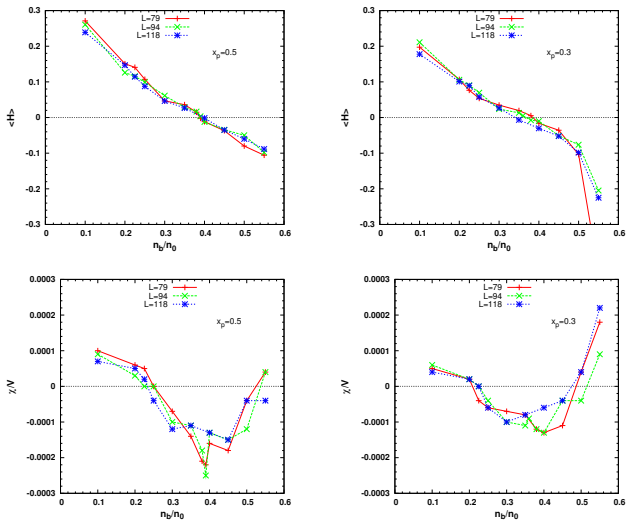 0.3
0.2
0.1
0
-0.1
-0.2
-0.3
0.1 0.2 0.3 0.4 0.5 0.6
<H>
n_b/n_0
L=79
L=94
L=118
x_p=0.5
0.3
0.2
0.1
0
-0.1
-0.2
-0.3
0.1 0.2 0.3 0.4 0.5 0.6
<H>
n_b/n_0
L=79
L=94
L=118
x_p=0.3
0.0003
0.0002
0.0001
0
-0.0001
-0.0002
-0.0003
0 0.1 0.2 0.3 0.4 0.5 0.6
χ/V
n_b/n_0
L=79
L=94
L=118
x_p=0.5
0.0003
0.0002
0.0001
0
-0.0001
-0.0002
-0.0003
0 0.1 0.2 0.3 0.4 0.5 0.6
χ/V
n_b/n_0
L=79
L=94
L=118
x_p=0.3